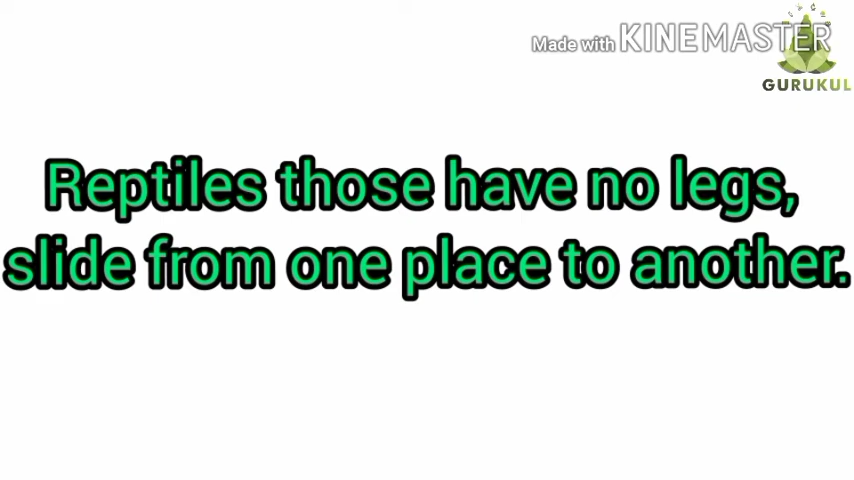 Made with KINEMASTER
GURUKUL
Reptiles those have no legs,
slide from one place to another.